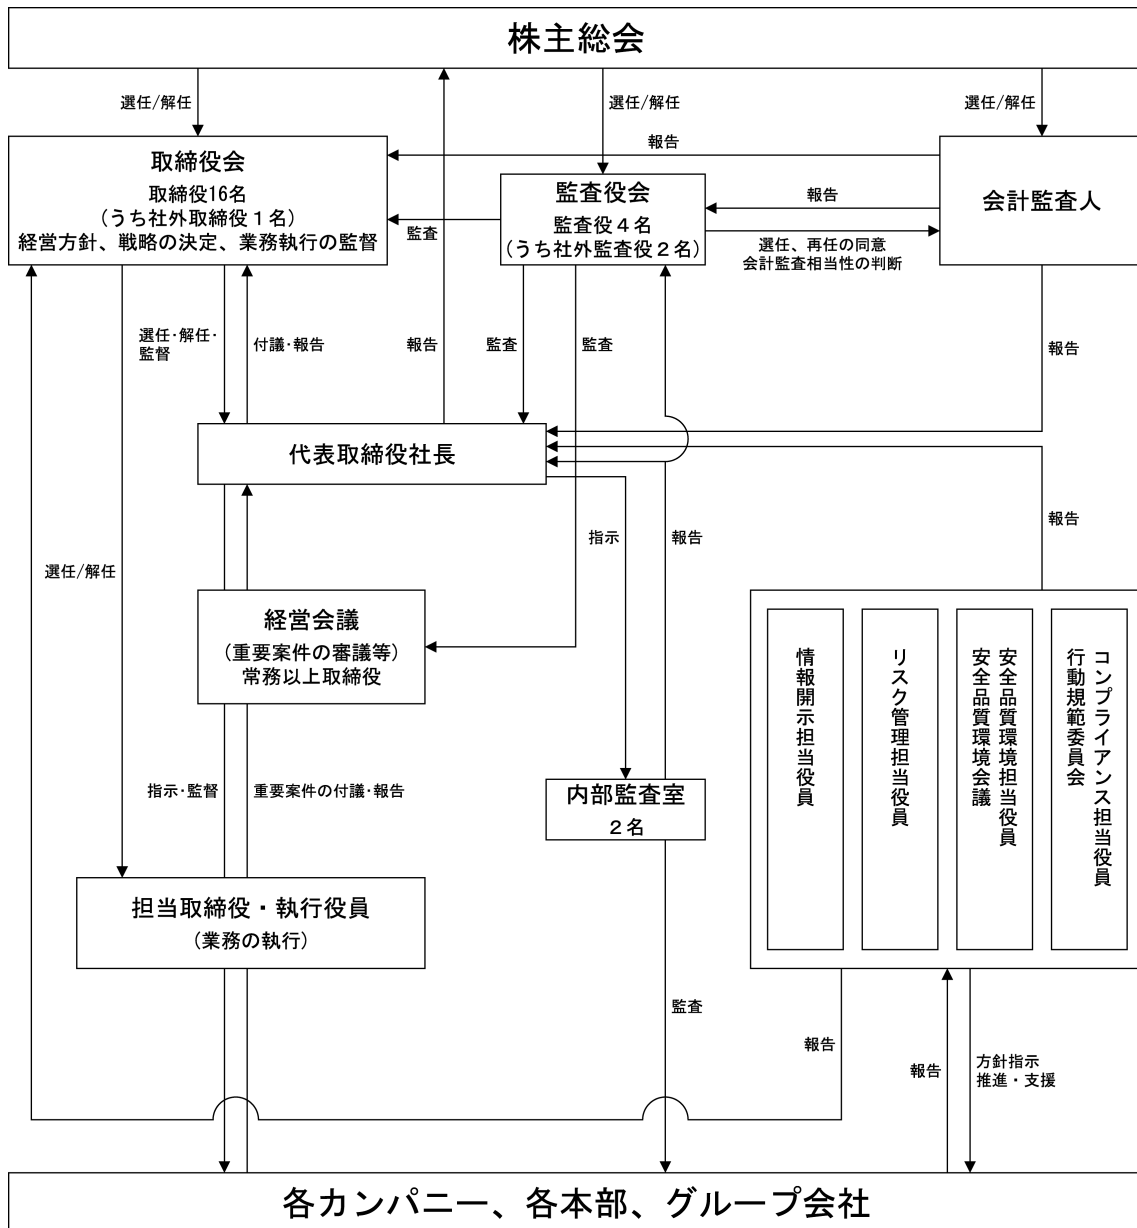 株主総会
選任/解任
選任/解任
選任/解任
取締役会
取締役16名
(うち社外取締役１名)
経営方針、戦略の決定、業務執行の監督
報告
監査役会
監査役４名
(うち社外監査役２名)
監査
報告
選任、再任の同意
会計監査相当性の判断
会計監査人
選任･解任･
監督
付議･報告
報告
監査
監査
報告
代表取締役社長
選任/解任
指示
報告
報告
経営会議
(重要案件の審議等)
常務以上取締役
情報開示担当役員
リスク管理担当役員
安全品質環境担当役員
安全品質環境会議
コンプライアンス担当役員
行動規範委員会
指示･監督
重要案件の付議･報告
内部監査室
２名
担当取締役・執行役員
(業務の執行)
監査
報告
報告
方針指示
推進・支援
各カンパニー、各本部、グループ会社